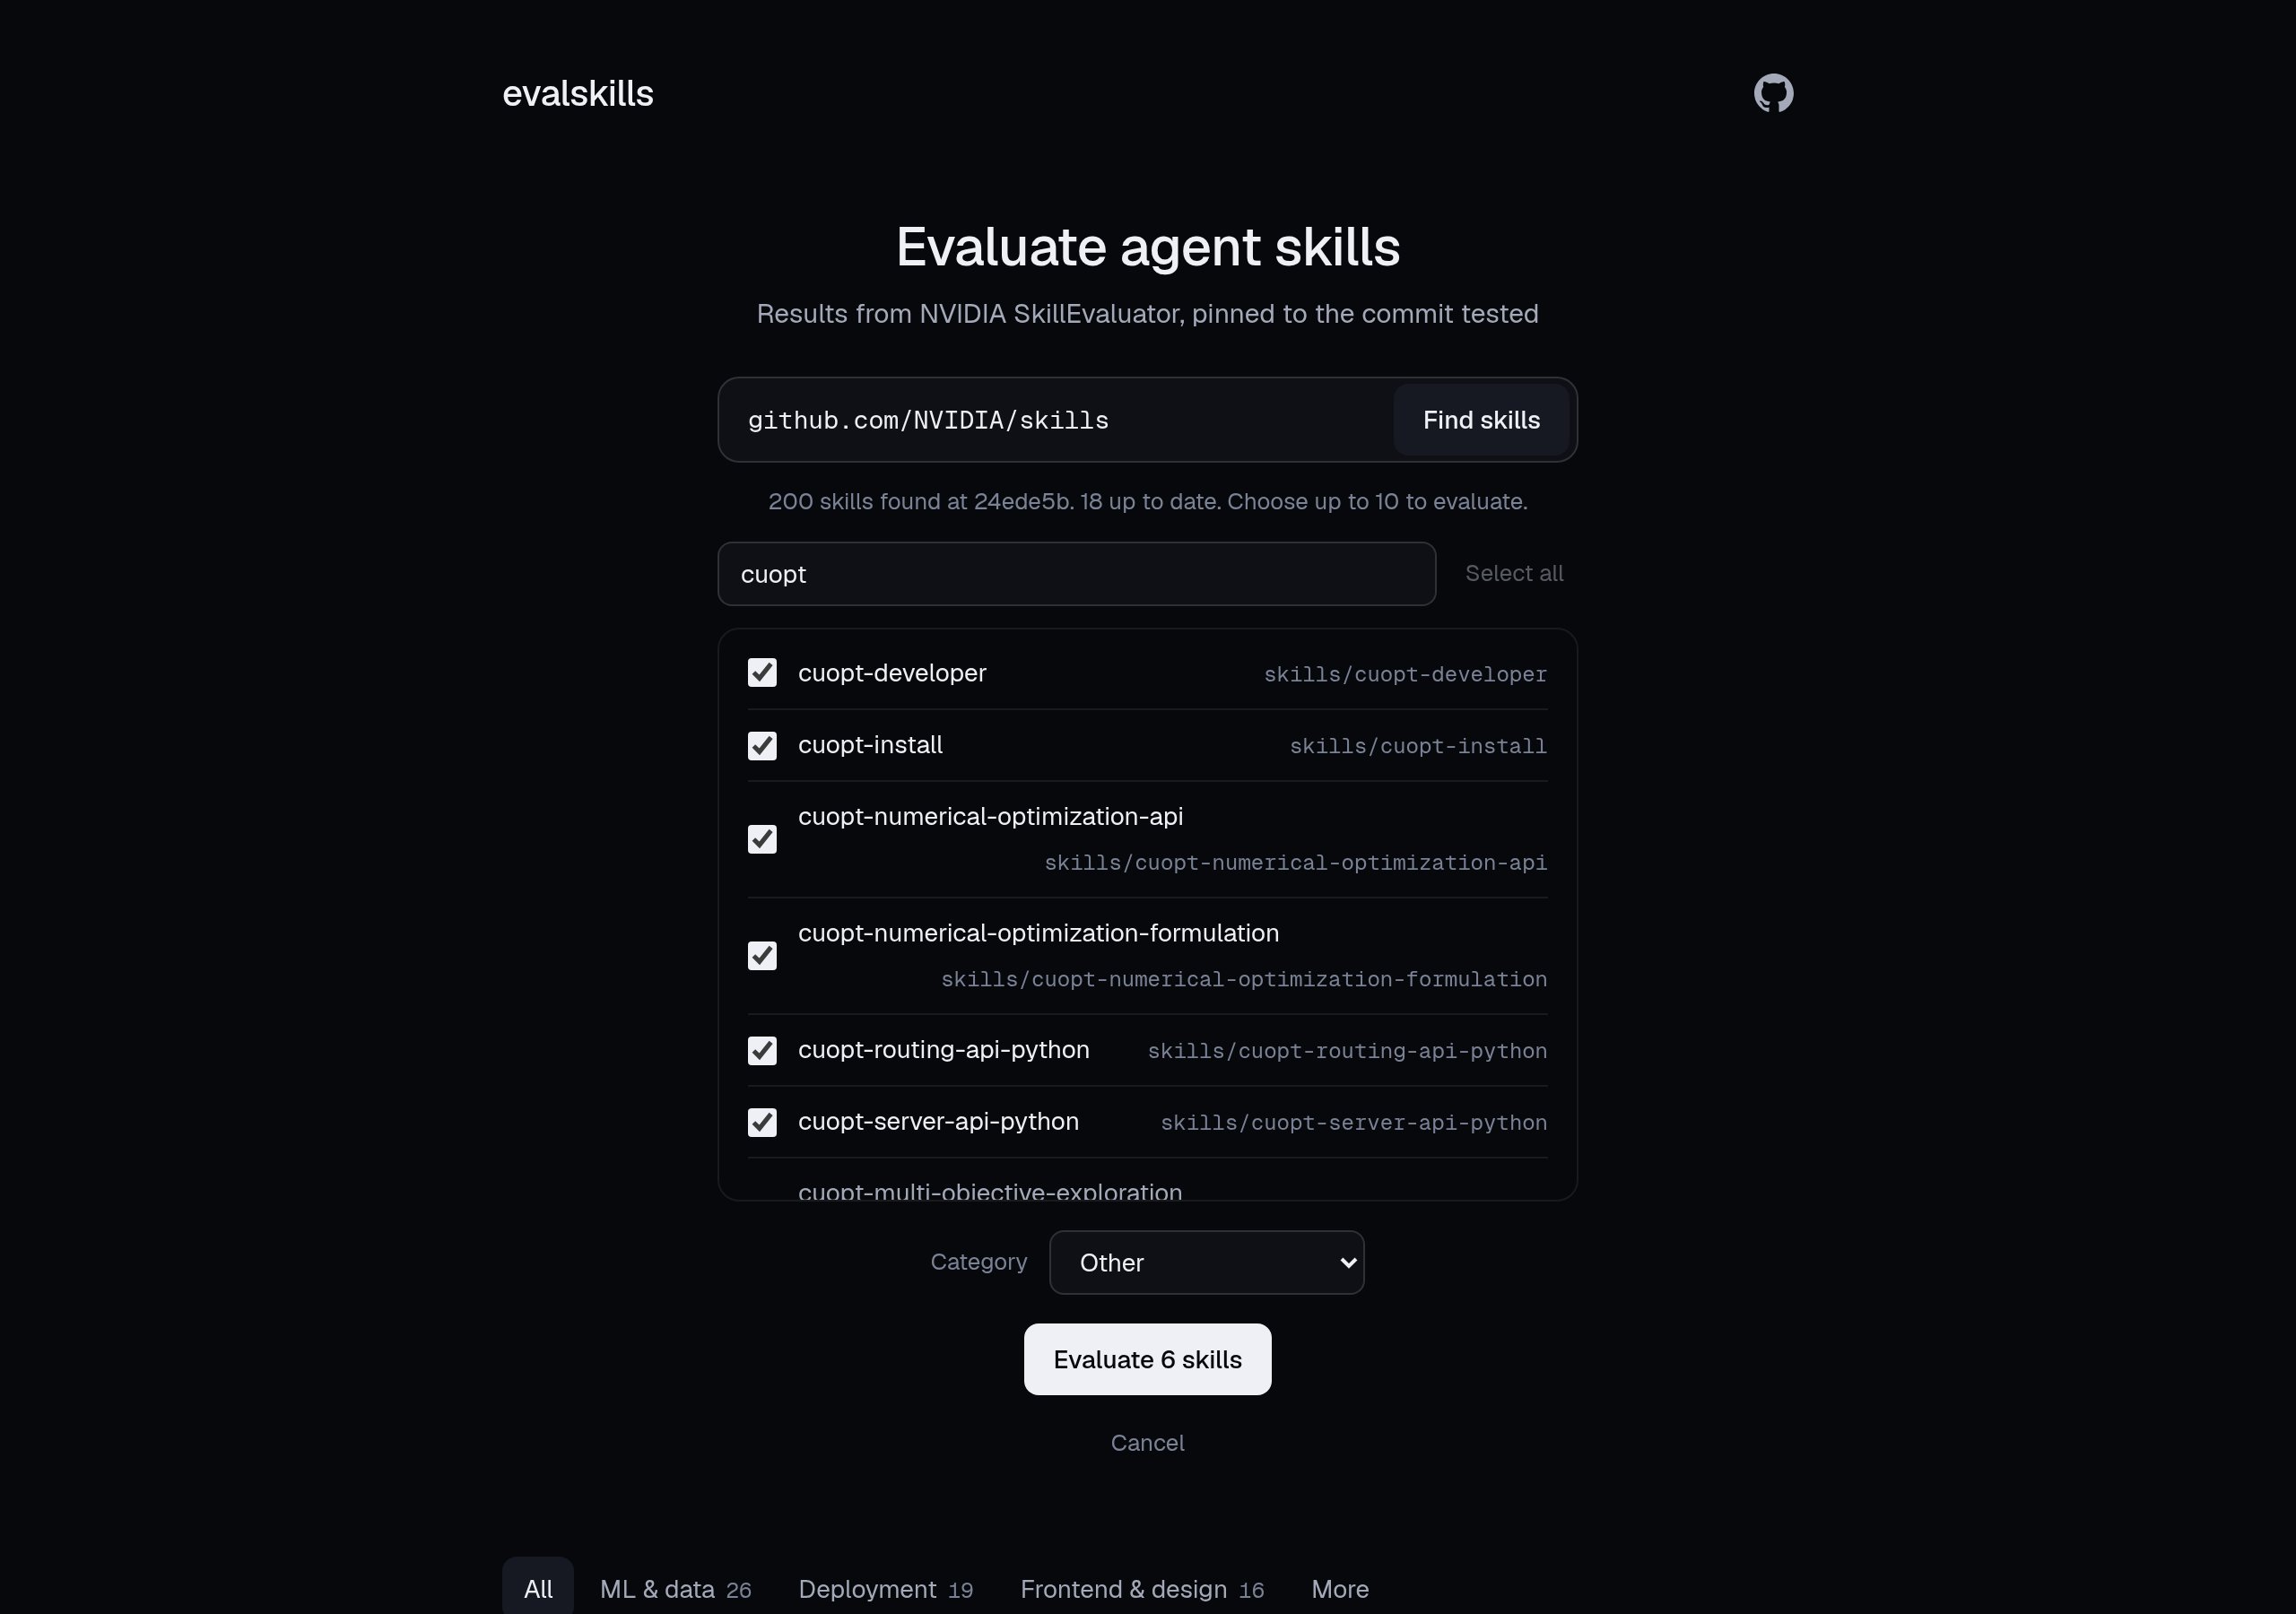 evalskills
Evaluate agent skills
Results from NVIDIA SkillEvaluator, pinned to the commit tested
github.com/NVIDIA/skills Find skills
200 skills found at 24ede5b. 18 up to date. Choose up to 10 to evaluate.
cuopt Select all
cuopt-developer skills/cuopt-developer
cuopt-install skills/cuopt-install
cuopt-numerical-optimization-api
skills/cuopt-numerical-optimization-api
cuopt-numerical-optimization-formulation
skills/cuopt-numerical-optimization-formulation
cuopt-routing-api-python skills/cuopt-routing-api-python
cuopt-server-api-python skills/cuopt-server-api-python
cuopt-multi-objective-exploration
Category Other
Evaluate 6 skills
Cancel
All ML & data 26 Deployment 19 Frontend & design 16 More